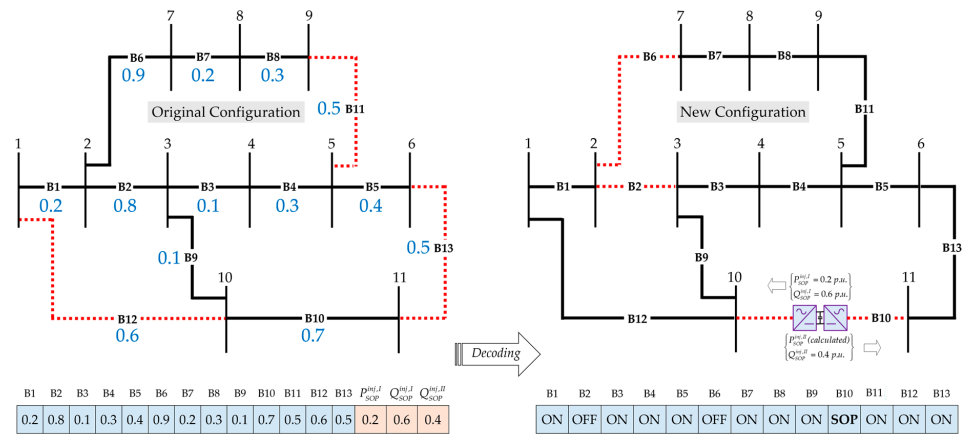 7 8 9
B6 B7 B8
0.9 0.2 0.3
0.5 B11
Original Configuration
1 2 3 4 5 6
B1 B2 B3 B4 B5
0.2 0.8 0.1 0.3 0.4
0.5 B13
0.1 B9
10 11
B12 B10
0.6 0.7
Decoding
7 8 9
B6 B7 B8
B11
New Configuration
1 2 3 4 5 6
B1 B2 B3 B4 B5
B13
B9
10 11
P_SOP^inj,I = 0.2 p.u.
Q_SOP^inj,I = 0.6 p.u.
B12 B10
P_SOP^inj,II (calculated)
Q_SOP^inj,II = 0.4 p.u.
B1 B2 B3 B4 B5 B6 B7 B8 B9 B10 B11 B12 B13 P_SOP^inj,I Q_SOP^inj,I Q_SOP^inj,II
0.2 0.8 0.1 0.3 0.4 0.9 0.2 0.3 0.1 0.7 0.5 0.6 0.5 0.2 0.6 0.4
B1 B2 B3 B4 B5 B6 B7 B8 B9 B10 B11 B12 B13
ON OFF ON ON ON OFF ON ON ON SOP ON ON ON